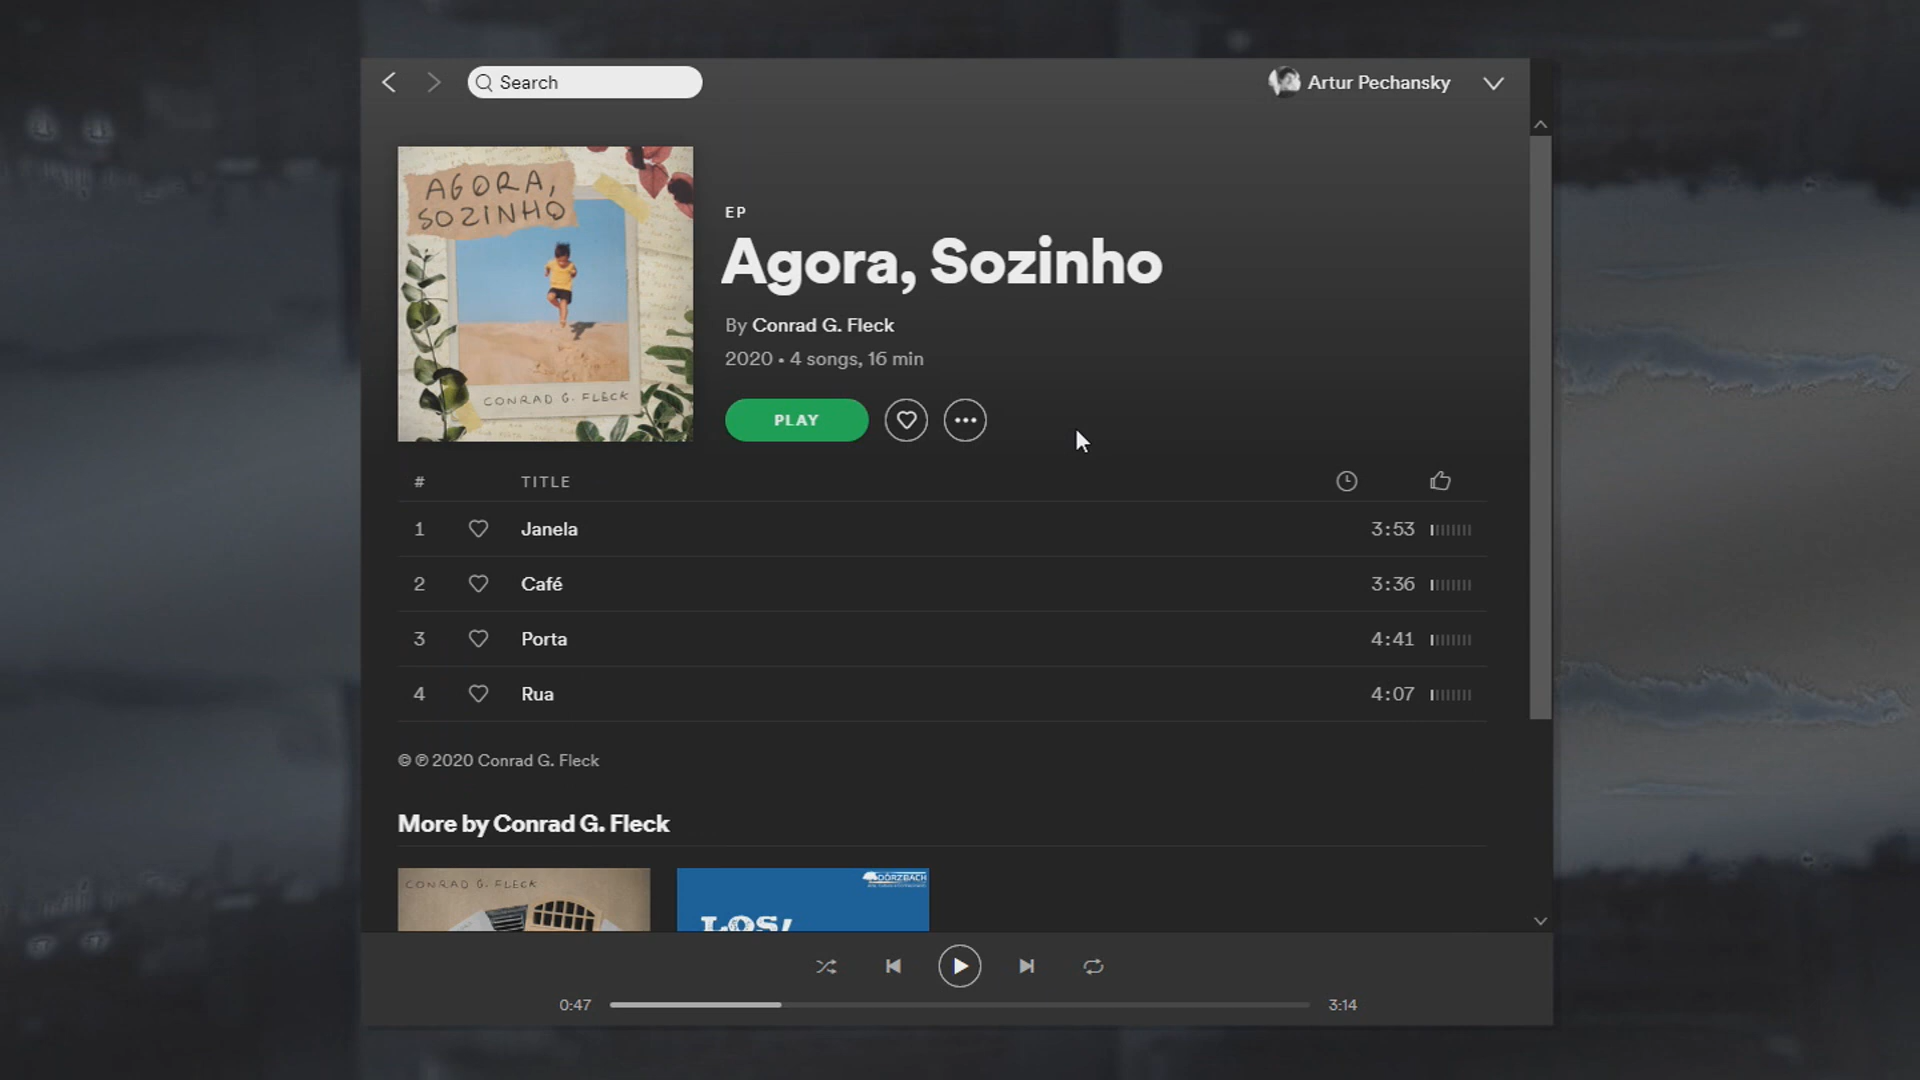 Search
Artur Pechansky
AGORA,
SOZINHO
CONRAD G. FLECK
EP
Agora, Sozinho
By Conrad G. Fleck
2020 • 4 songs, 16 min
PLAY
# TITLE
1 Janela 3:53
2 Café 3:36
3 Porta 4:41
4 Rua 4:07
© ℗ 2020 Conrad G. Fleck
More by Conrad G. Fleck
CONRAD G. FLECK
DÖRZBACH
LOS!
0:47 3:14